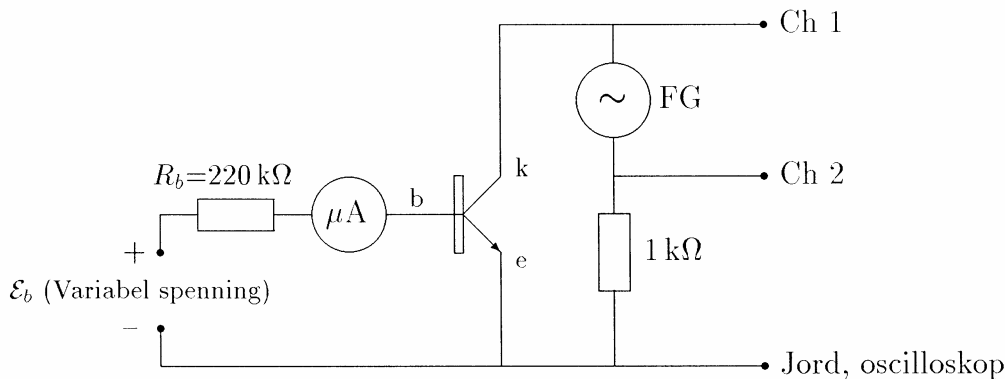 Ch 1
~ FG
k
R_b=220 kΩ
Ch 2
b
μA
+
1 kΩ
e
ℰ_b (Variabel spenning)
–
Jord, oscilloskop